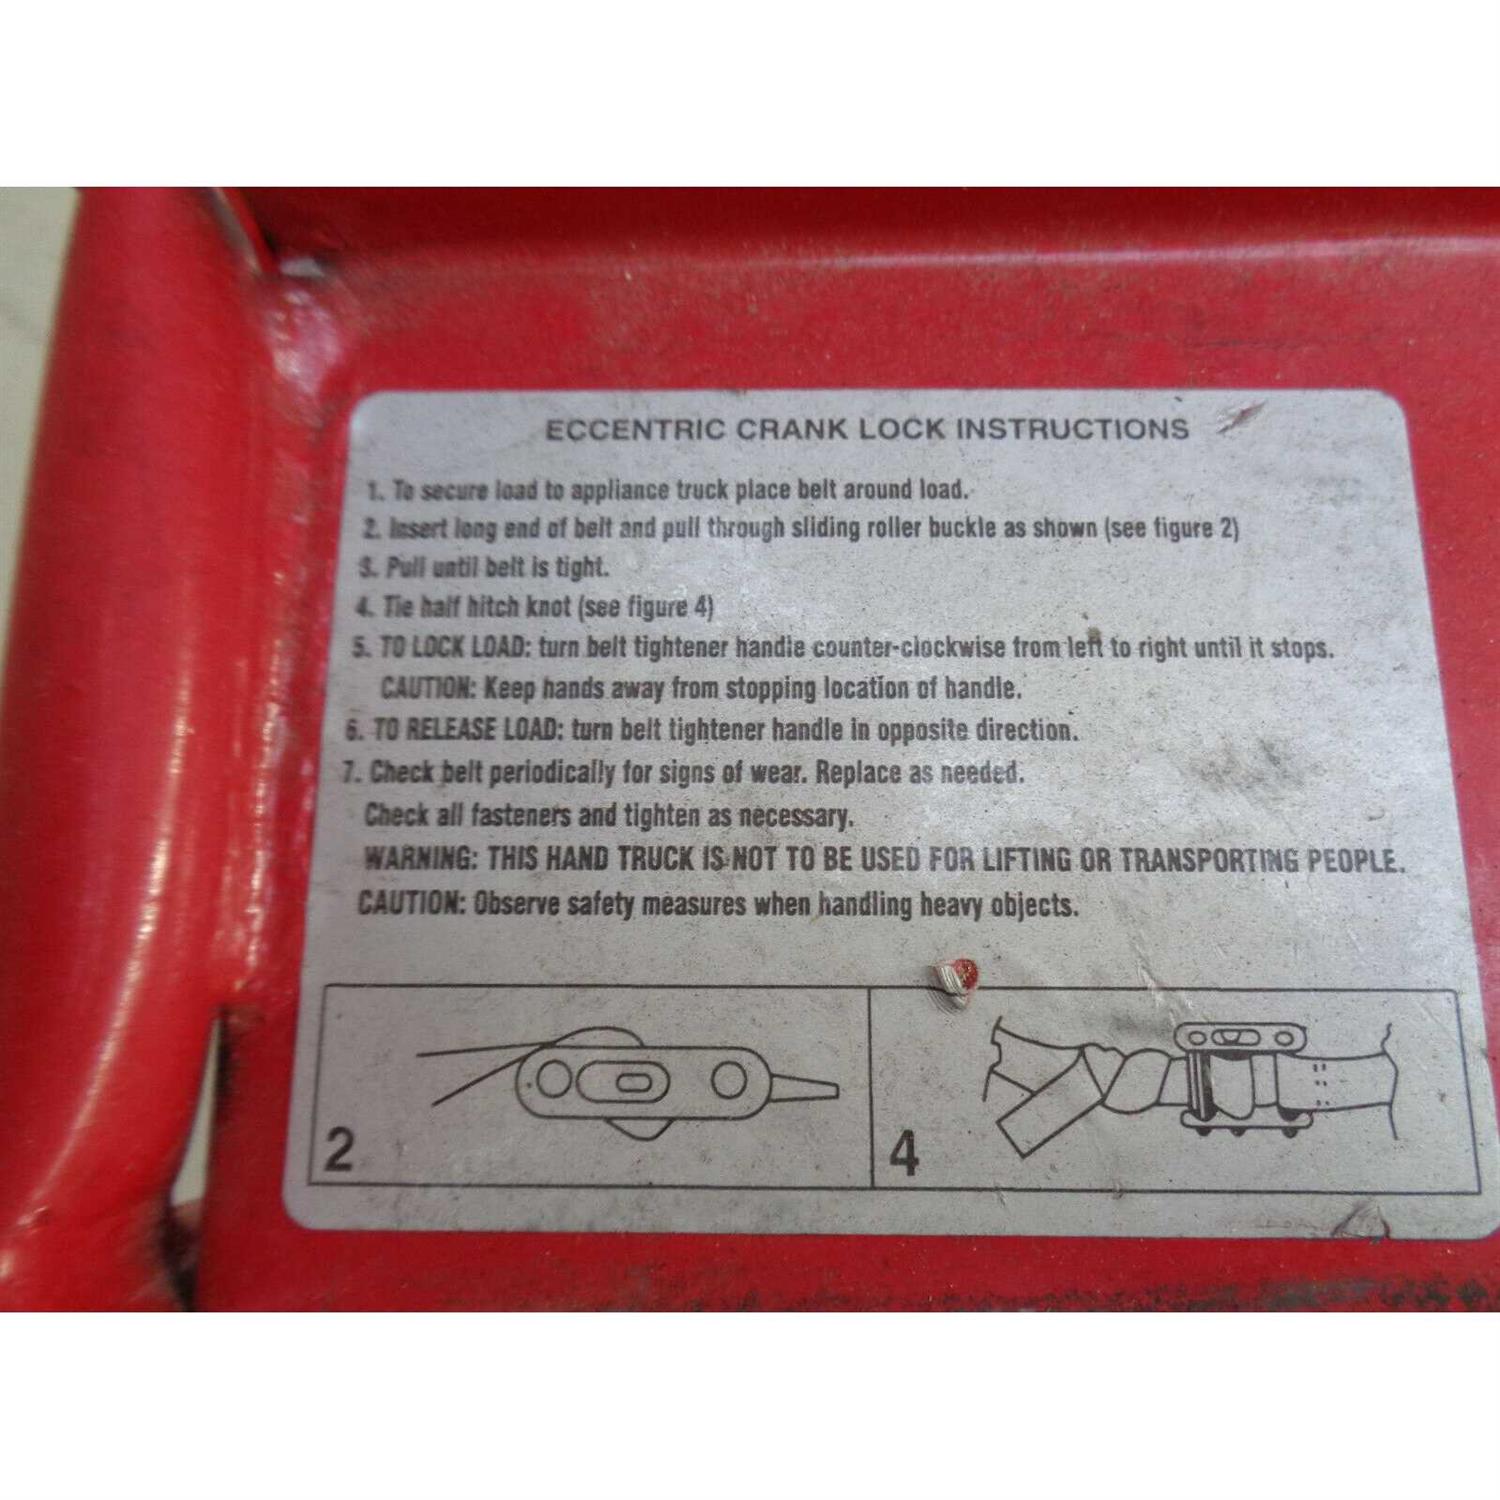 ECCENTRIC CRANK LOCK INSTRUCTIONS
1. To secure load to appliance truck place belt around load.
2. Insert long end of belt and pull through sliding roller buckle as shown (see figure 2)
3. Pull until belt is tight.
4. Tie half hitch knot (see figure 4)
5. TO LOCK LOAD: turn belt tightener handle counter-clockwise from left to right until it stops.
CAUTION: Keep hands away from stopping location of handle.
6. TO RELEASE LOAD: turn belt tightener handle in opposite direction.
7. Check belt periodically for signs of wear. Replace as needed.
Check all fasteners and tighten as necessary.
WARNING: THIS HAND TRUCK IS NOT TO BE USED FOR LIFTING OR TRANSPORTING PEOPLE.
CAUTION: Observe safety measures when handling heavy objects.
2
4